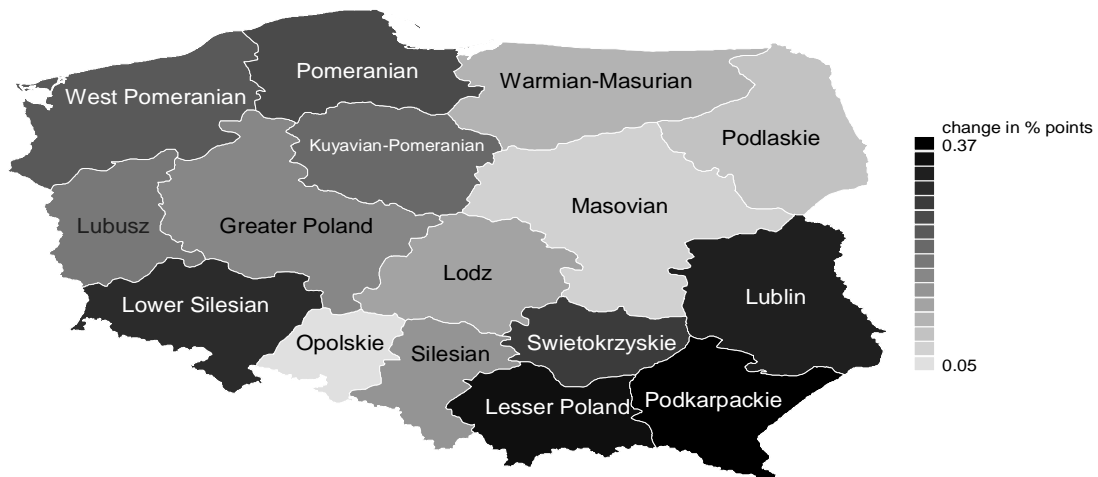 Pomeranian
West Pomeranian
Warmian-Masurian
Podlaskie
Kuyavian-Pomeranian
Masovian
Lubusz
Greater Poland
Lodz
Lower Silesian
Lublin
Opolskie
Silesian
Swietokrzyskie
Lesser Poland
Podkarpackie
change in % points
0.37
0.05